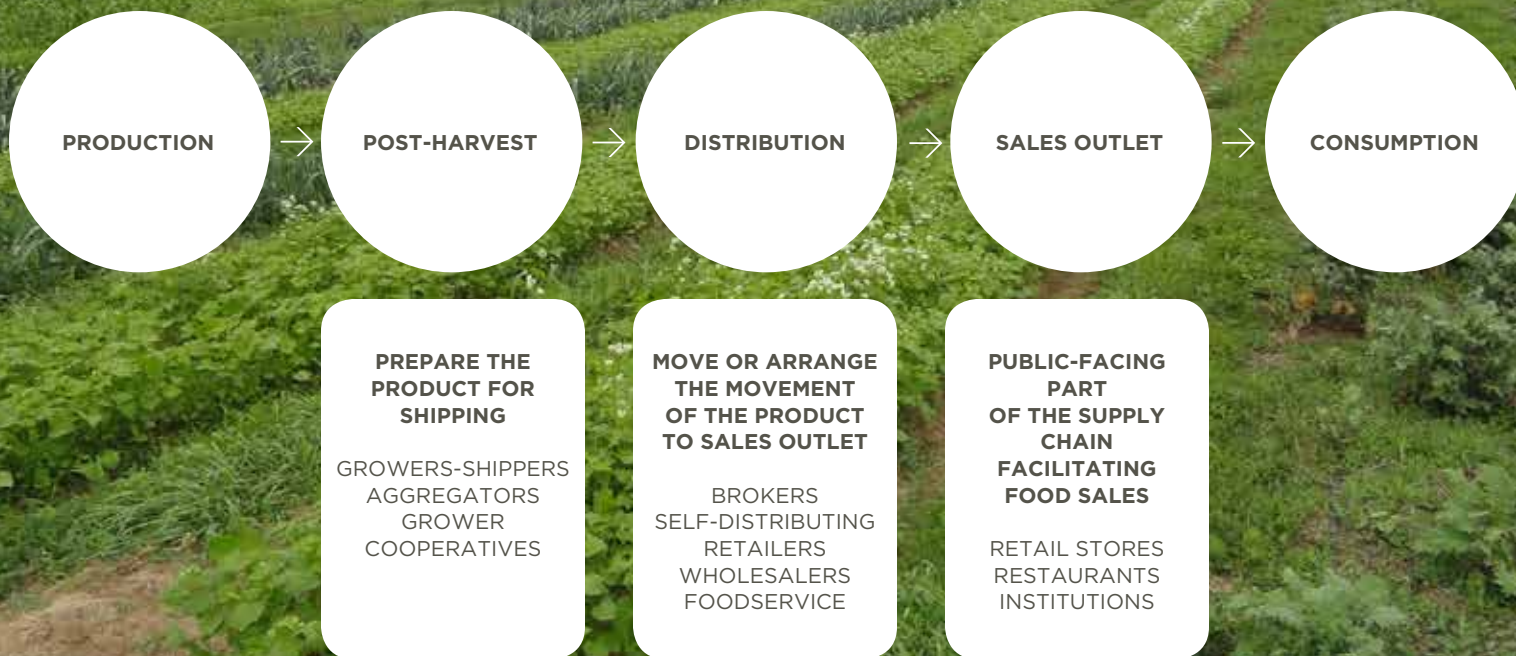 PRODUCTION
POST-HARVEST
DISTRIBUTION
SALES OUTLET
CONSUMPTION
PREPARE THE
PRODUCT FOR
SHIPPING
GROWERS-SHIPPERS
AGGREGATORS
GROWER
COOPERATIVES
MOVE OR ARRANGE
THE MOVEMENT
OF THE PRODUCT
TO SALES OUTLET
BROKERS
SELF-DISTRIBUTING
RETAILERS
WHOLESALERS
FOODSERVICE
PUBLIC-FACING
PART
OF THE SUPPLY
CHAIN
FACILITATING
FOOD SALES
RETAIL STORES
RESTAURANTS
INSTITUTIONS